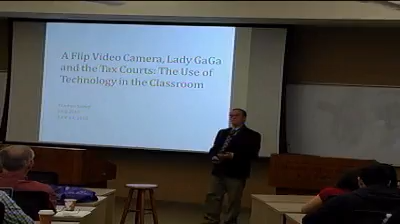 A Flip Video Camera, Lady GaGa
and the Tax Courts: The Use of
Technology in the Classroom